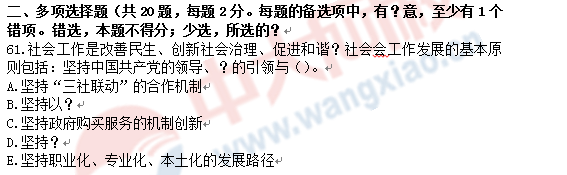 二、多项选择题（共20题，每题2分。每题的备选项中，有？意，至少有1个
错项。错选，本题不得分；少选，所选的？
61.社会工作是改善民生、创新社会治理、促进和谐？社会会工作发展的基本原
则包括：坚持中国共产党的领导、？的引领与（）。
A.坚持“三社联动”的合作机制
B.坚持以？
C.坚持政府购买服务的机制创新
D.坚持？
E.坚持职业化、专业化、本土化的发展路径
www.wangxiao.cn